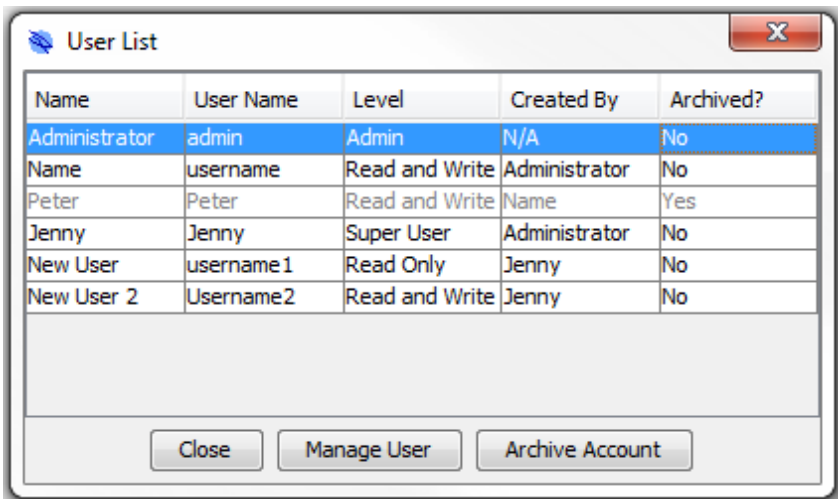 User List
Name User Name Level Created By Archived?
Administrator admin Admin N/A No
Name username Read and Write Administrator No
Peter Peter Read and Write Name Yes
Jenny Jenny Super User Administrator No
New User username1 Read Only Jenny No
New User 2 Username2 Read and Write Jenny No
Close Manage User Archive Account